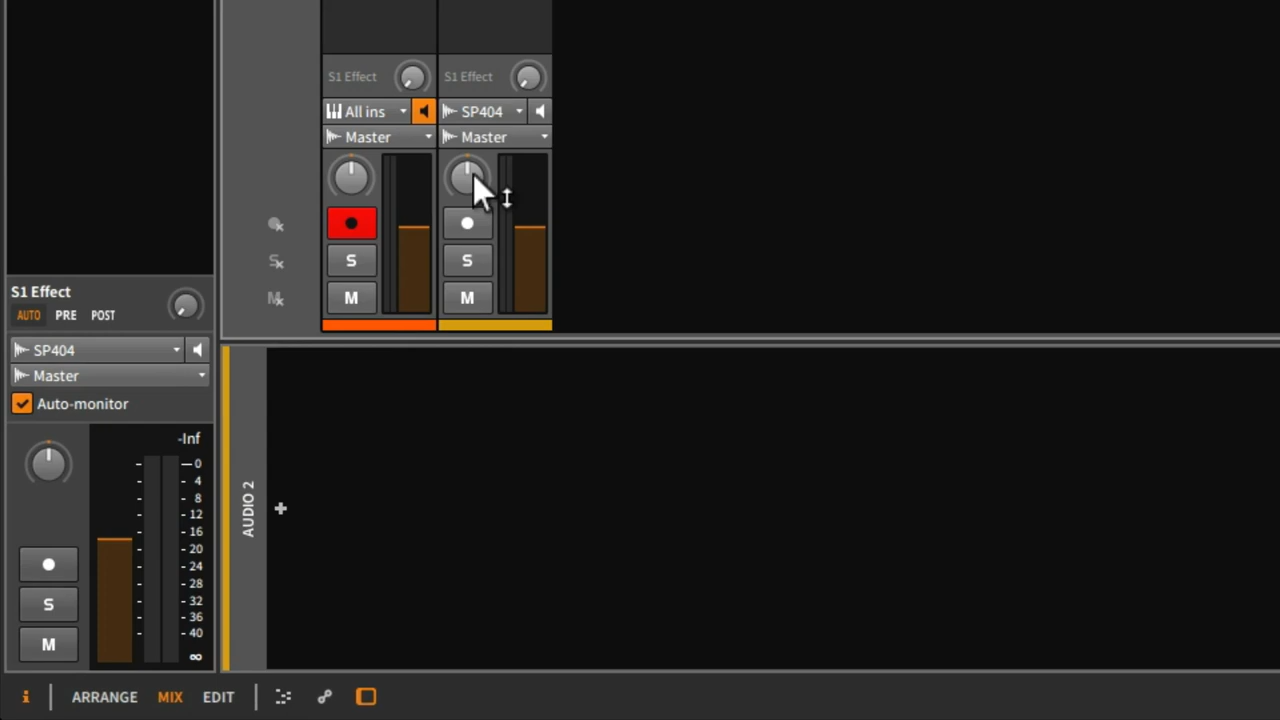 S1 Effect
S1 Effect
All ins
SP404
Master
Master
S
S
M
M
S1 Effect
AUTO PRE POST
SP404
Master
Auto-monitor
-Inf
0
4
8
12
16
20
24
28
32
36
40
∞
S
M
AUDIO 2
i
ARRANGE MIX EDIT